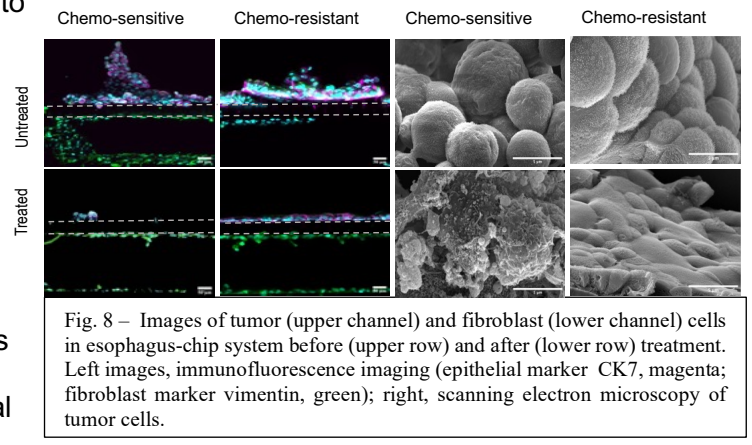 to
Chemo-sensitive Chemo-resistant Chemo-sensitive Chemo-resistant
Untreated
Treated
Fig. 8 – Images of tumor (upper channel) and fibroblast (lower channel) cells
in esophagus-chip system before (upper row) and after (lower row) treatment.
Left images, immunofluorescence imaging (epithelial marker CK7, magenta;
fibroblast marker vimentin, green); right, scanning electron microscopy of
tumor cells.
s
al